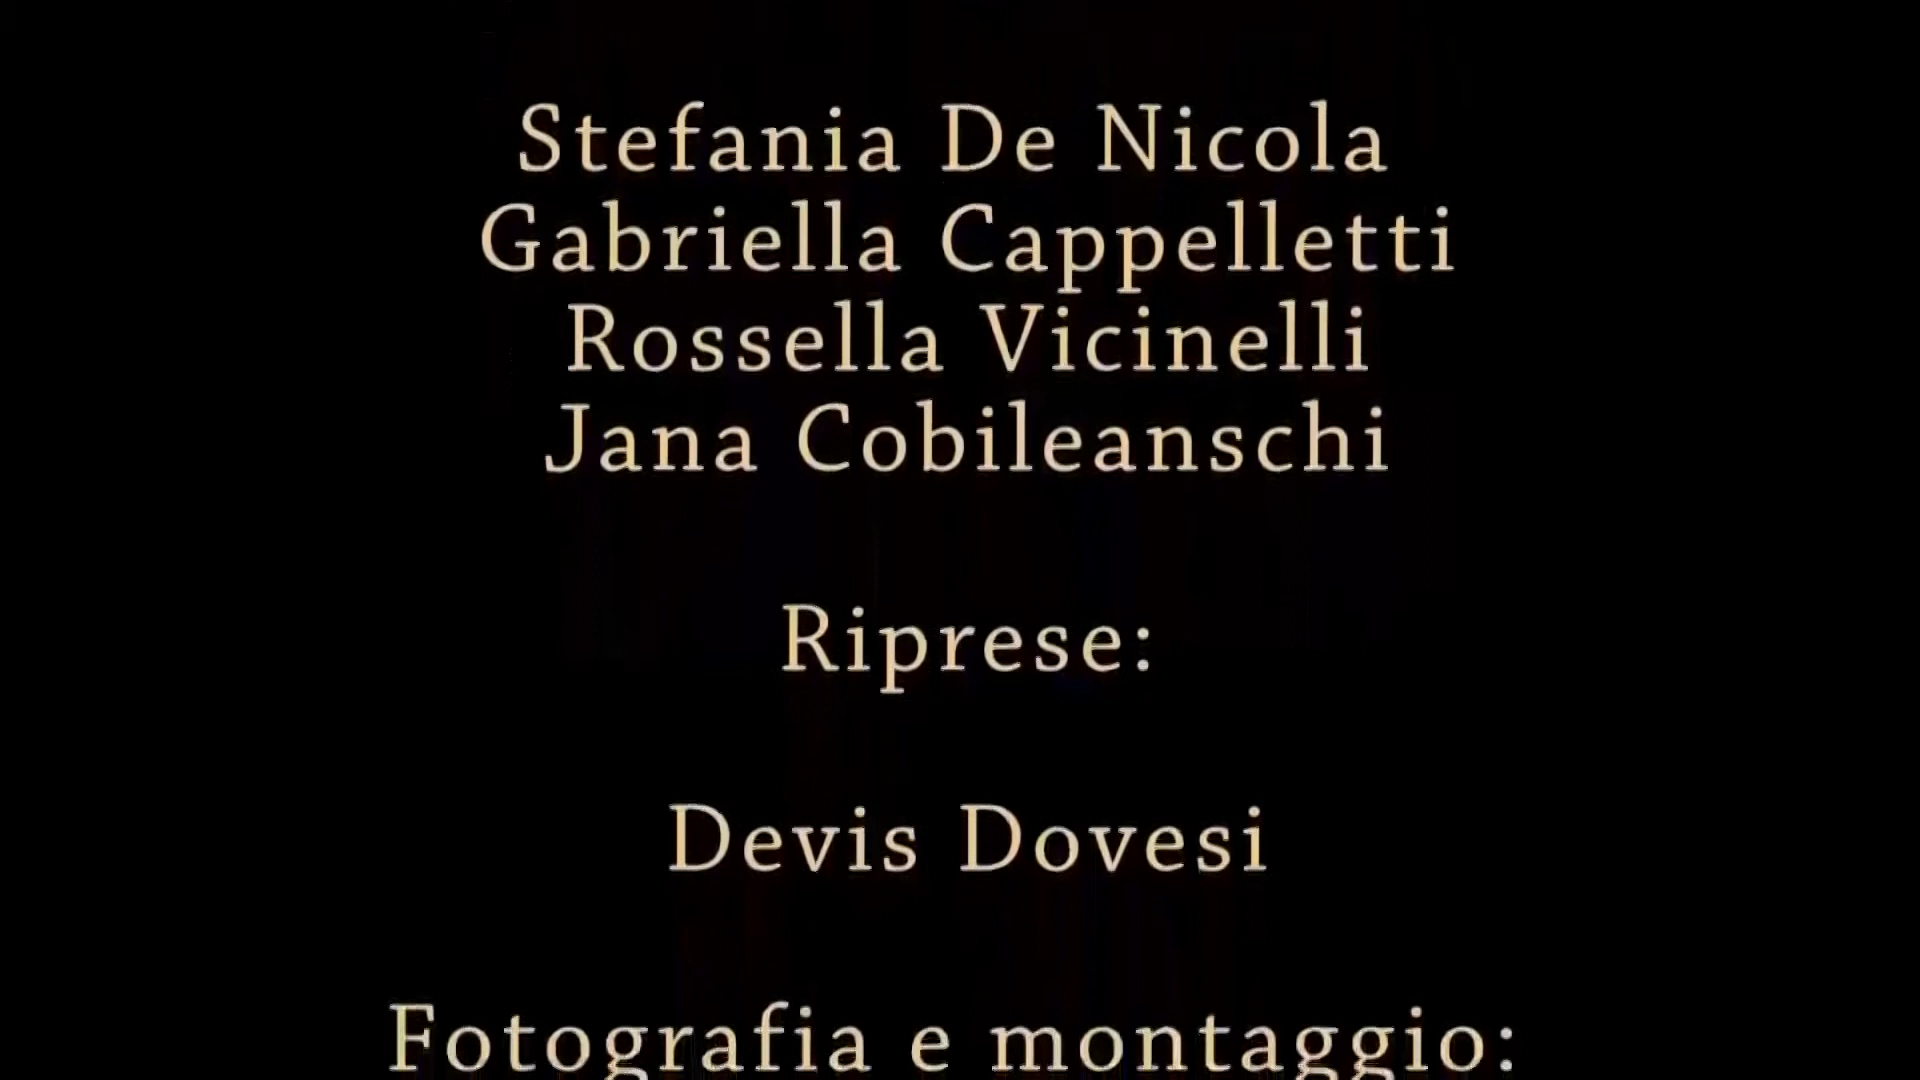 Stefania De Nicola
Gabriella Cappelletti
Rossella Vicinelli
Jana Cobileanschi
Riprese:
Devis Dovesi
Fotografia e montaggio: